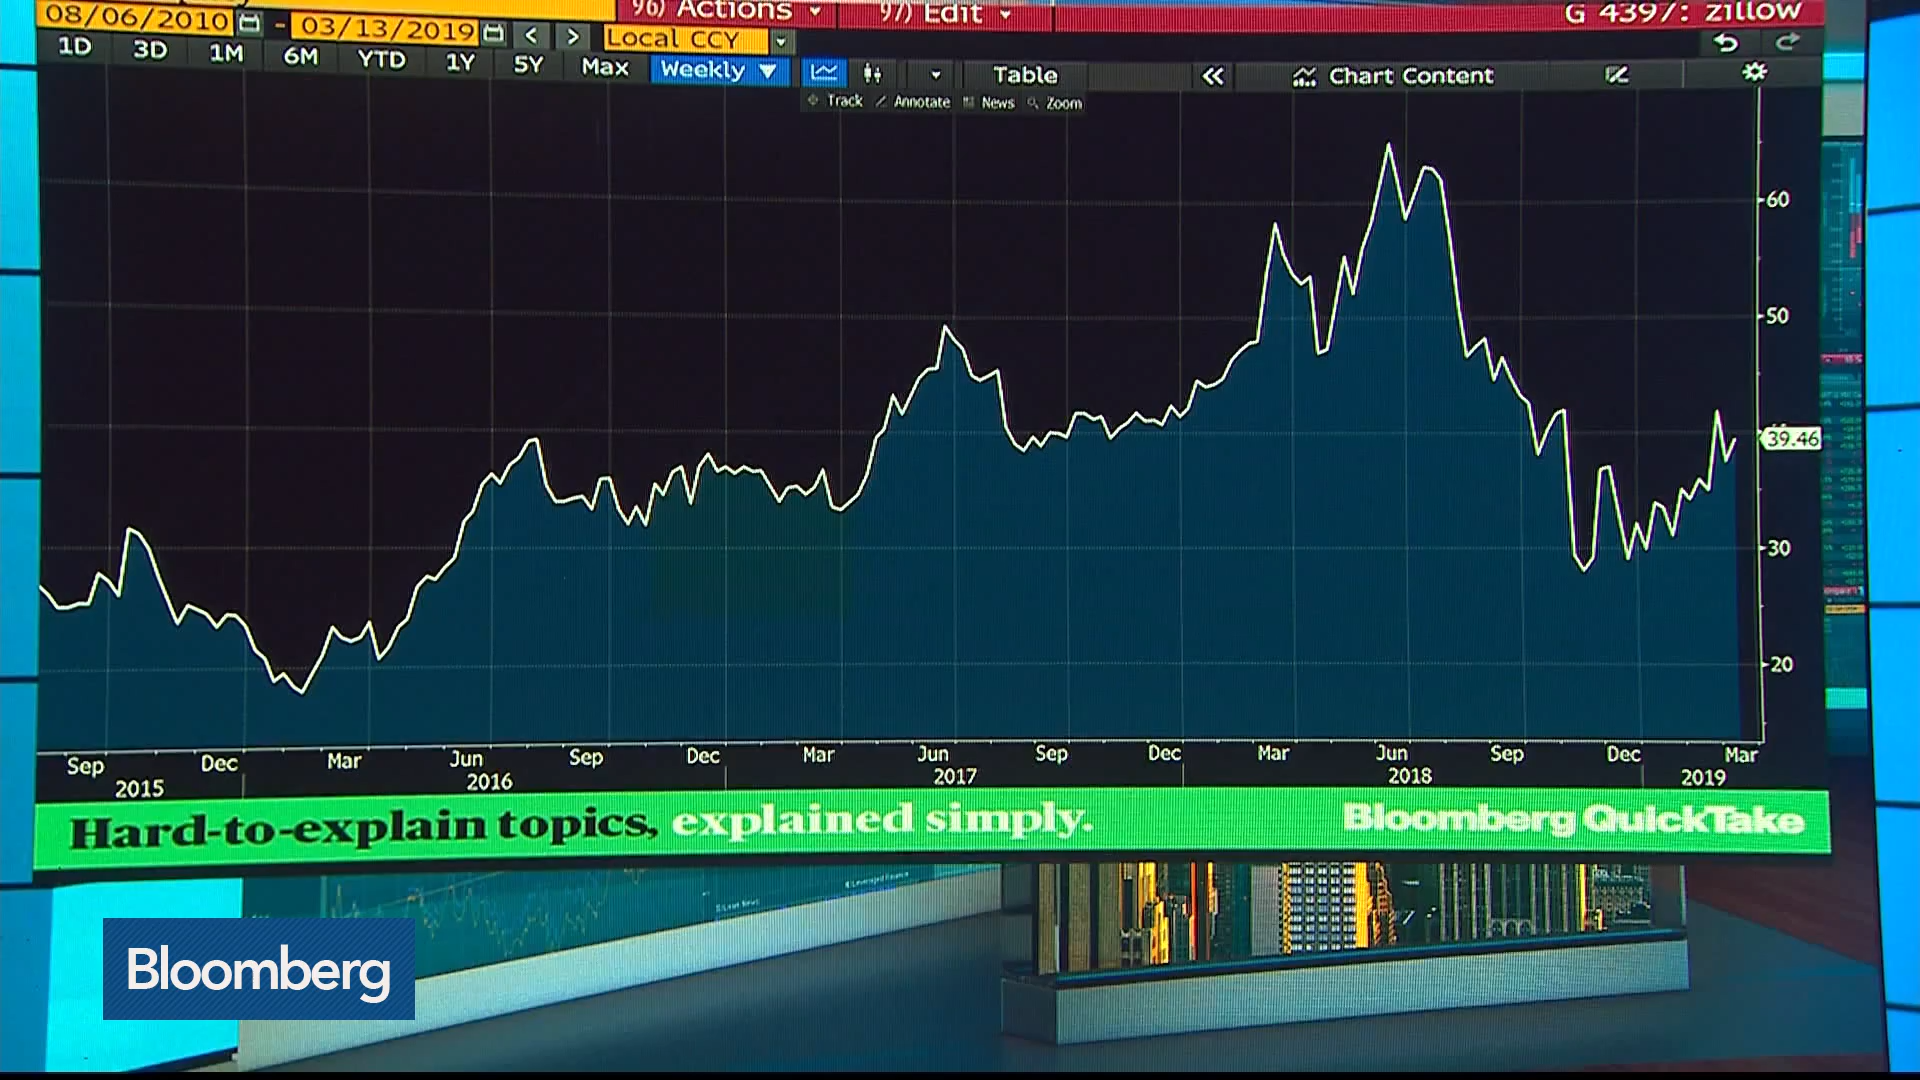 08/06/2010 - 03/13/2019 < > Local CCY
96) Actions 97) Edit G 4397: zillow
1D 3D 1M 6M YTD 1Y 5Y Max Weekly Table Chart Content
Track Annotate News Zoom
60
50
39.46
30
20
Sep Dec Mar Jun Sep Dec Mar Jun Sep Dec Mar Jun Sep Dec Mar
2015 2016 2017 2018 2019
Hard-to-explain topics, explained simply. Bloomberg QuickTake
Bloomberg